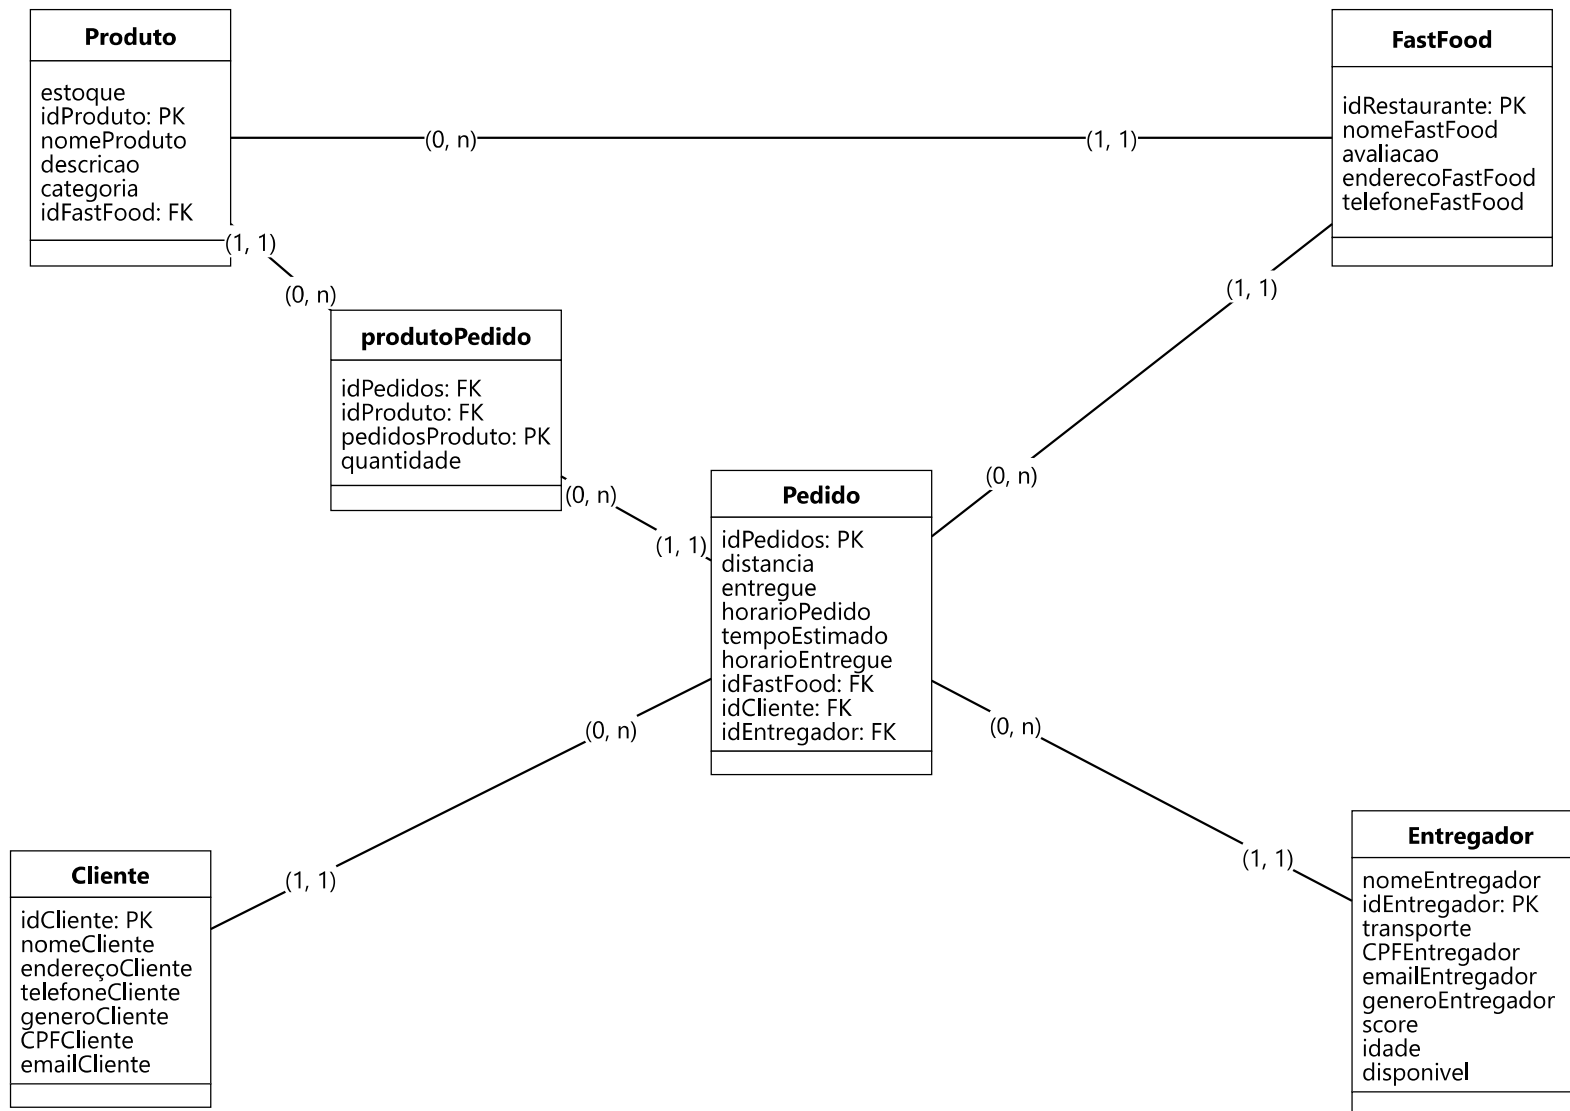 Produto
estoque
idProduto: PK
nomeProduto
descricao
categoria
idFastFood: FK
FastFood
idRestaurante: PK
nomeFastFood
avaliacao
enderecoFastFood
telefoneFastFood
(0, n)
(1, 1)
(1, 1)
(0, n)
(1, 1)
produtoPedido
idPedidos: FK
idProduto: FK
pedidosProduto: PK
quantidade
(0, n)
(1, 1)
(0, n)
Pedido
idPedidos: PK
distancia
entregue
horarioPedido
tempoEstimado
horarioEntregue
idFastFood: FK
idCliente: FK
idEntregador: FK
(0, n)
(0, n)
(1, 1)
(1, 1)
Cliente
idCliente: PK
nomeCliente
endereçoCliente
telefoneCliente
generoCliente
CPFCliente
emailCliente
Entregador
nomeEntregador
idEntregador: PK
transporte
CPFEntregador
emailEntregador
generoEntregador
score
idade
disponivel